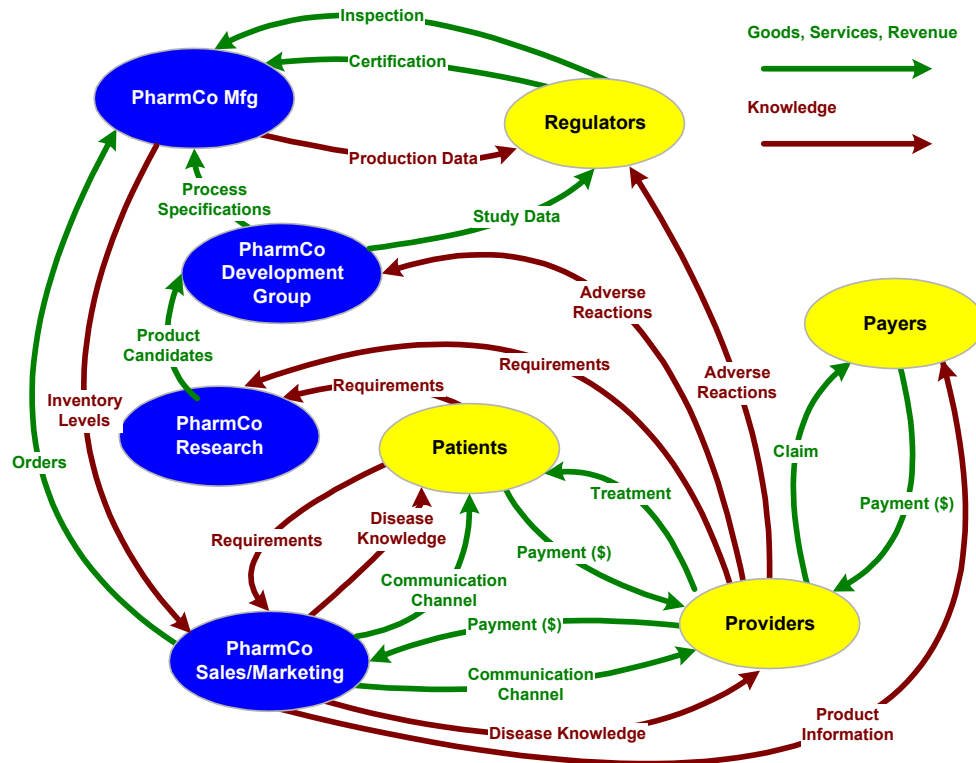 Inspection
Goods, Services, Revenue
Certification
PharmCo Mfg
Knowledge
Regulators
Production Data
Process
Specifications
Study Data
PharmCo
Development
Group
Adverse
Reactions
Payers
Product
Candidates
Requirements
Adverse
Reactions
Requirements
Inventory
Levels
PharmCo
Research
Patients
Orders
Claim
Treatment
Payment ($)
Disease
Knowledge
Requirements
Payment ($)
Communication
Channel
Payment ($)
Providers
PharmCo
Sales/Marketing
Communication
Channel
Product
Information
Disease Knowledge